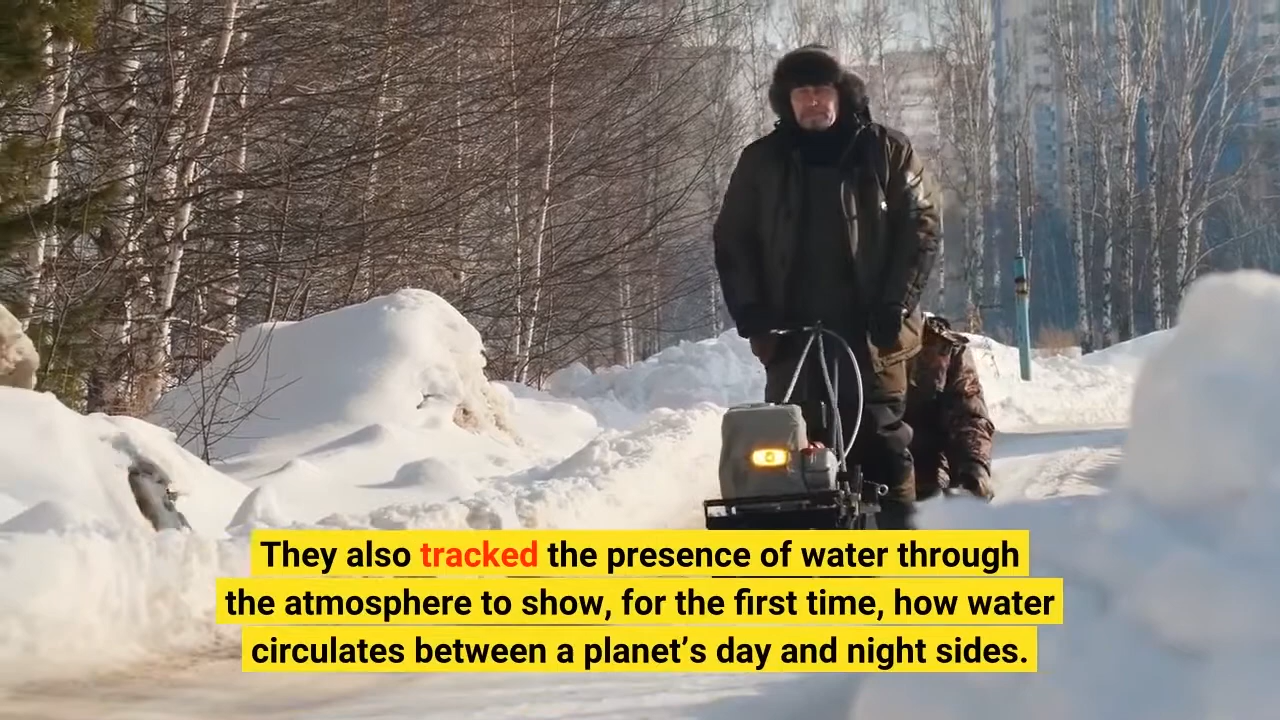 They also tracked the presence of water through
the atmosphere to show, for the first time, how water
circulates between a planet’s day and night sides.